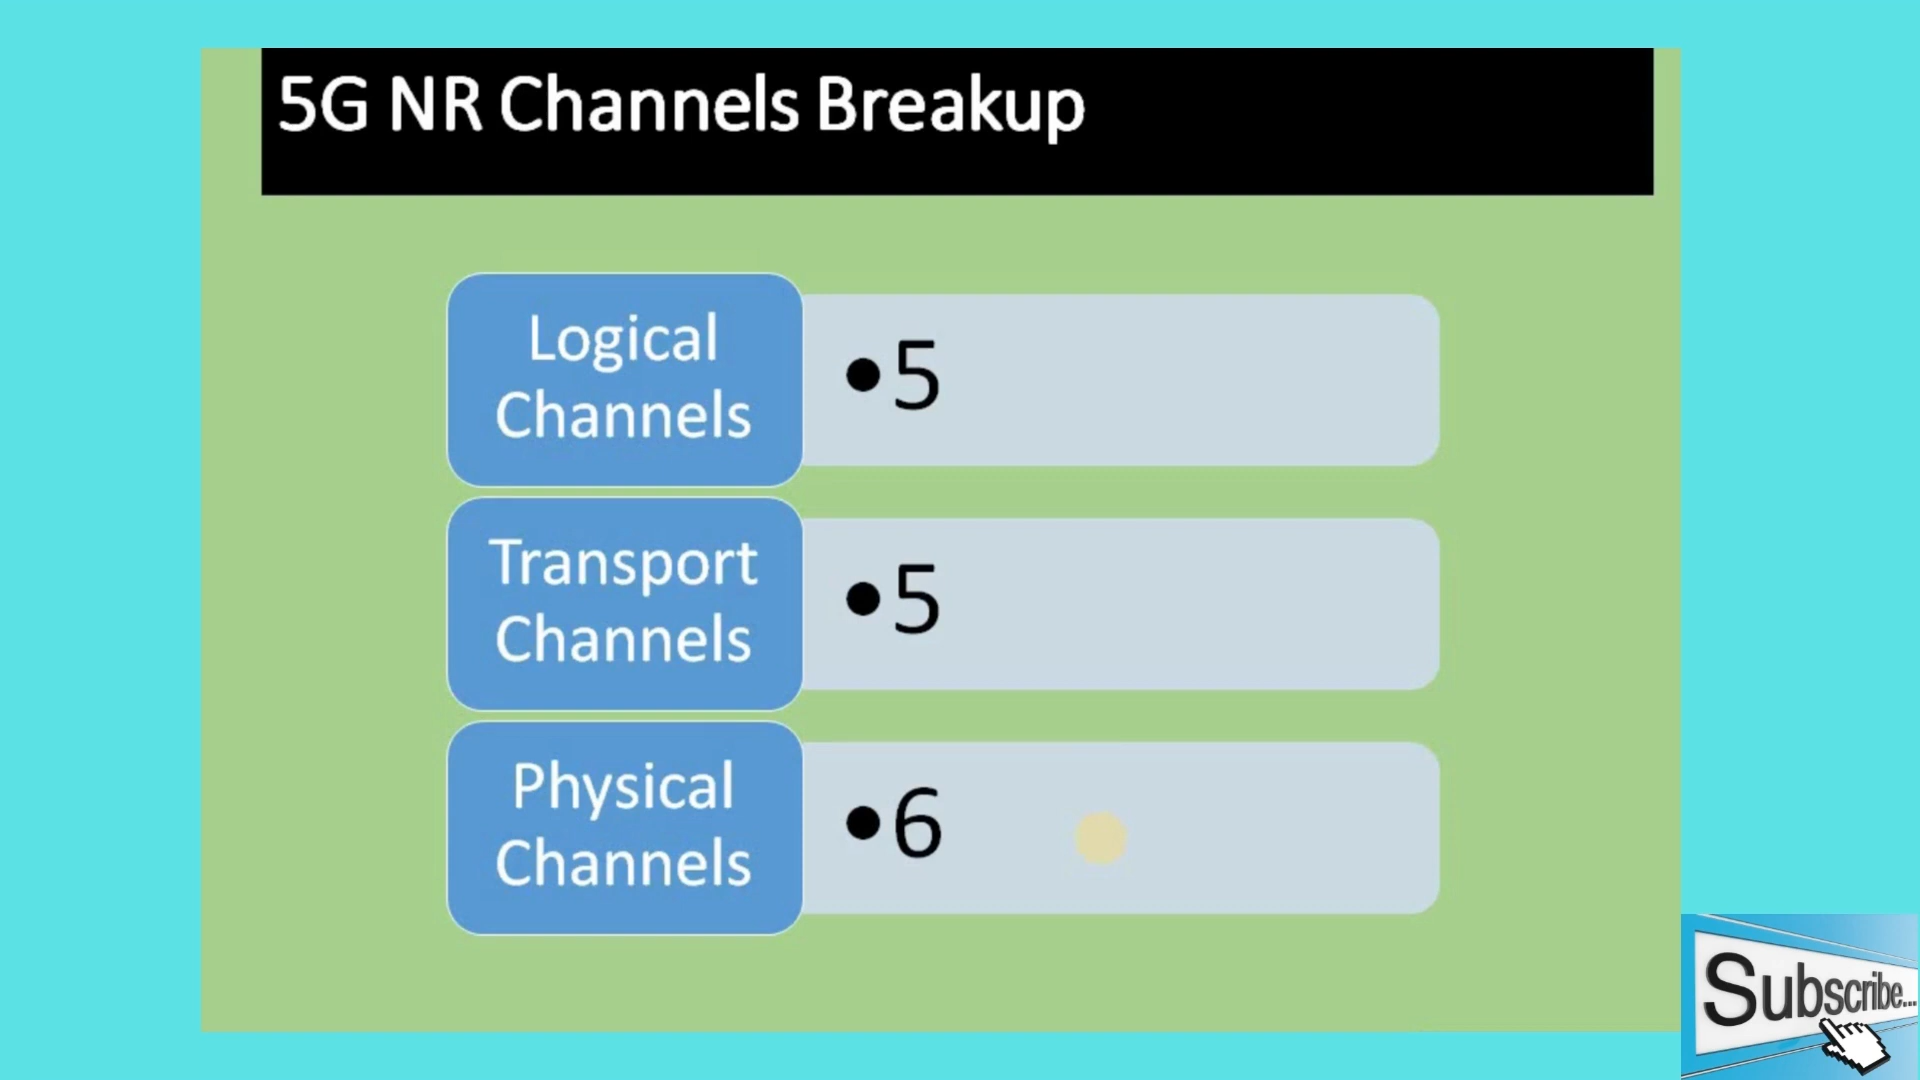 5G NR Channels Breakup
Logical
Channels
•5
Transport
Channels
•5
Physical
Channels
•6
Subscribe...